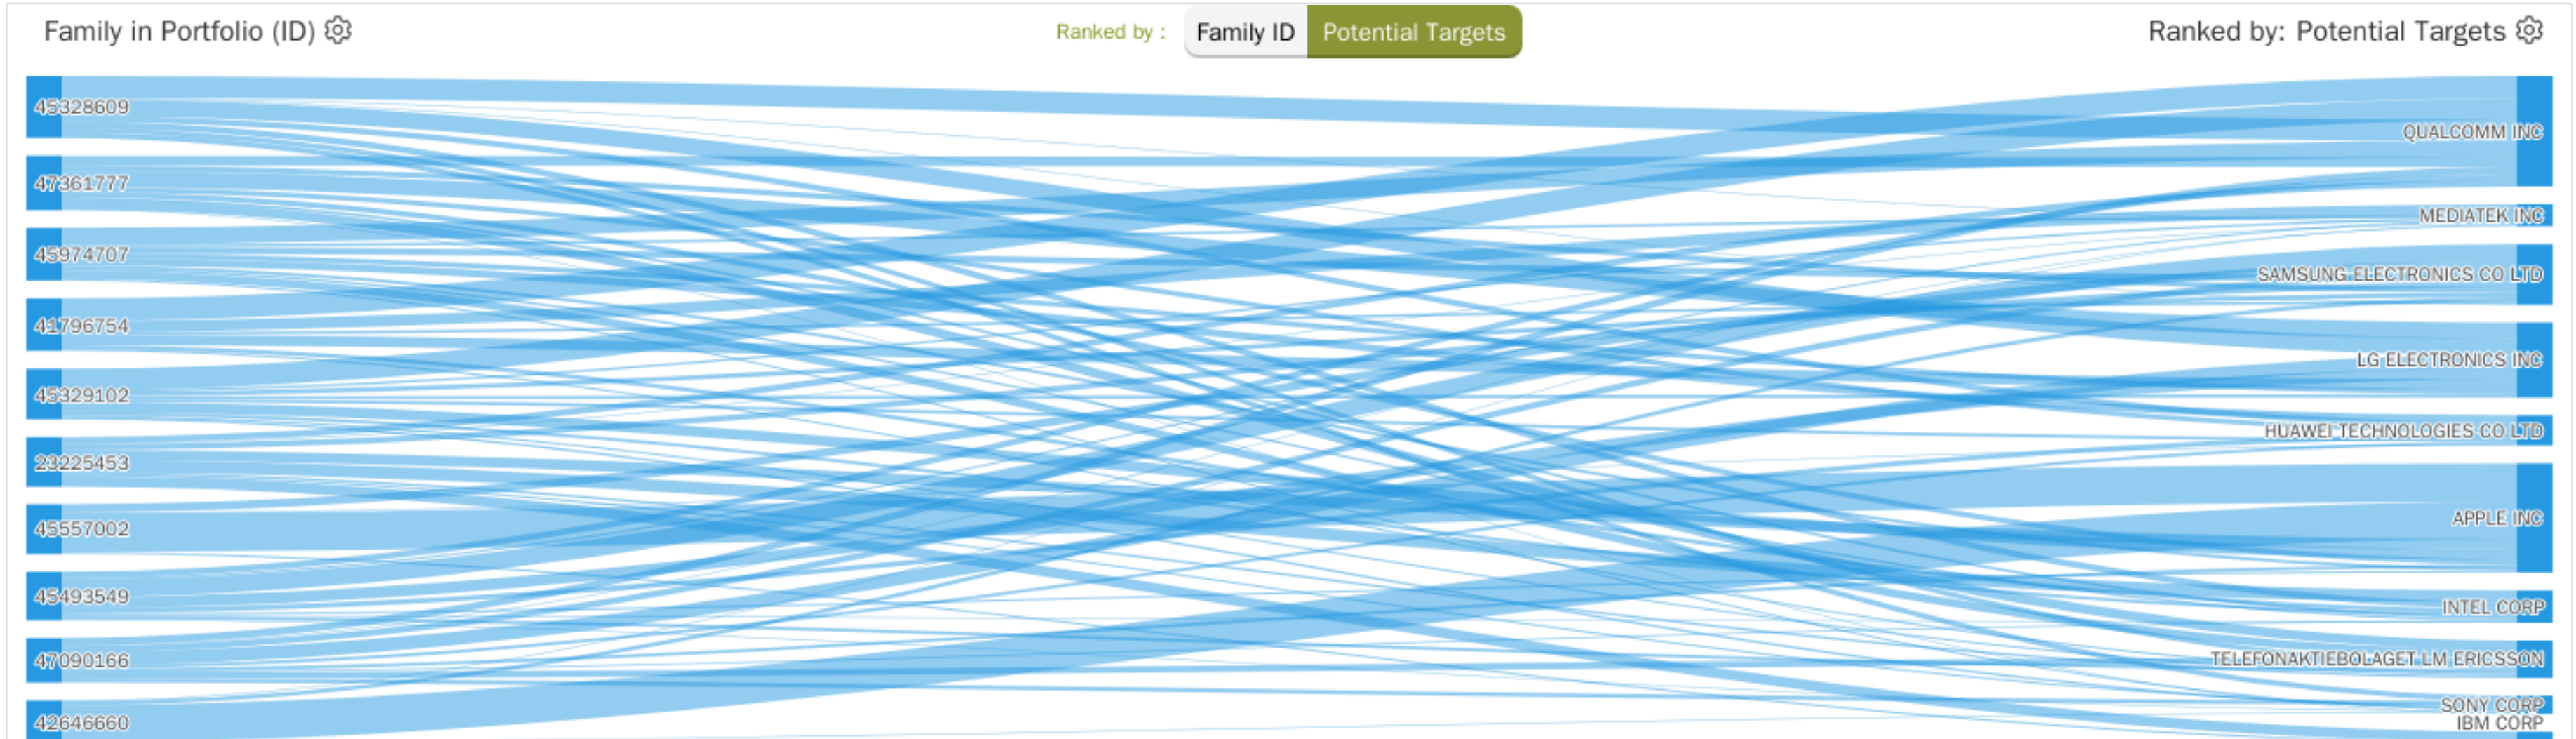 Family in Portfolio (ID)
Ranked by :
Family ID
Potential Targets
Ranked by: Potential Targets
45328609
47361777
45974707
41796754
45329102
23225453
45557002
45493549
47090166
42646660
QUALCOMM INC
MEDIATEK INC
SAMSUNG ELECTRONICS CO LTD
LG ELECTRONICS INC
HUAWEI TECHNOLOGIES CO LTD
APPLE INC
INTEL CORP
TELEFONAKTIEBOLAGET LM ERICSSON
SONY CORP
IBM CORP